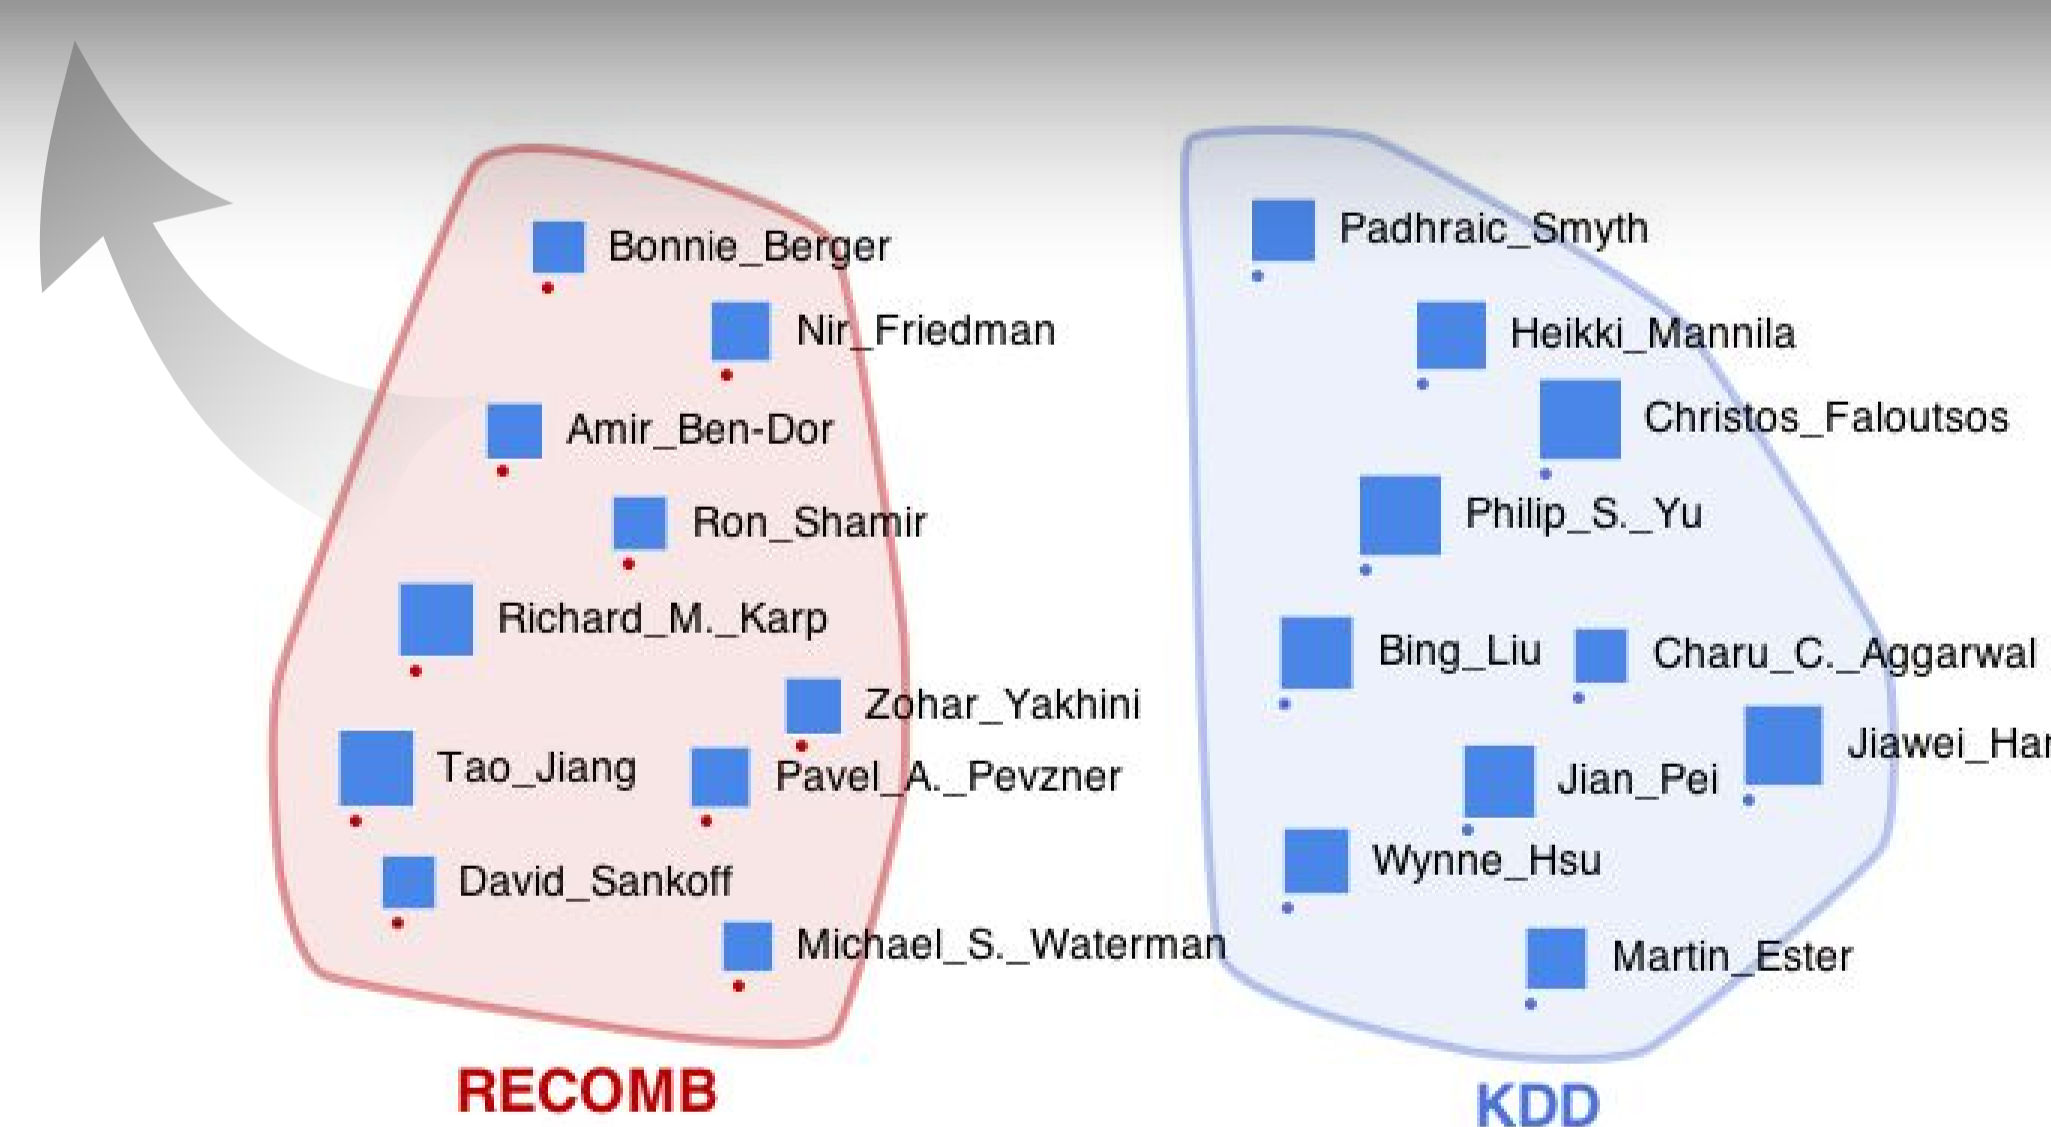 Bonnie_Berger
Nir_Friedman
Amir_Ben-Dor
Ron_Shamir
Richard_M._Karp
Zohar_Yakhini
Tao_Jiang
Pavel_A._Pevzner
David_Sankoff
Michael_S._Waterman
RECOMB
Padhraic_Smyth
Heikki_Mannila
Christos_Faloutsos
Philip_S._Yu
Bing_Liu
Charu_C._Aggarwal
Jiawei_Han
Jian_Pei
Wynne_Hsu
Martin_Ester
KDD